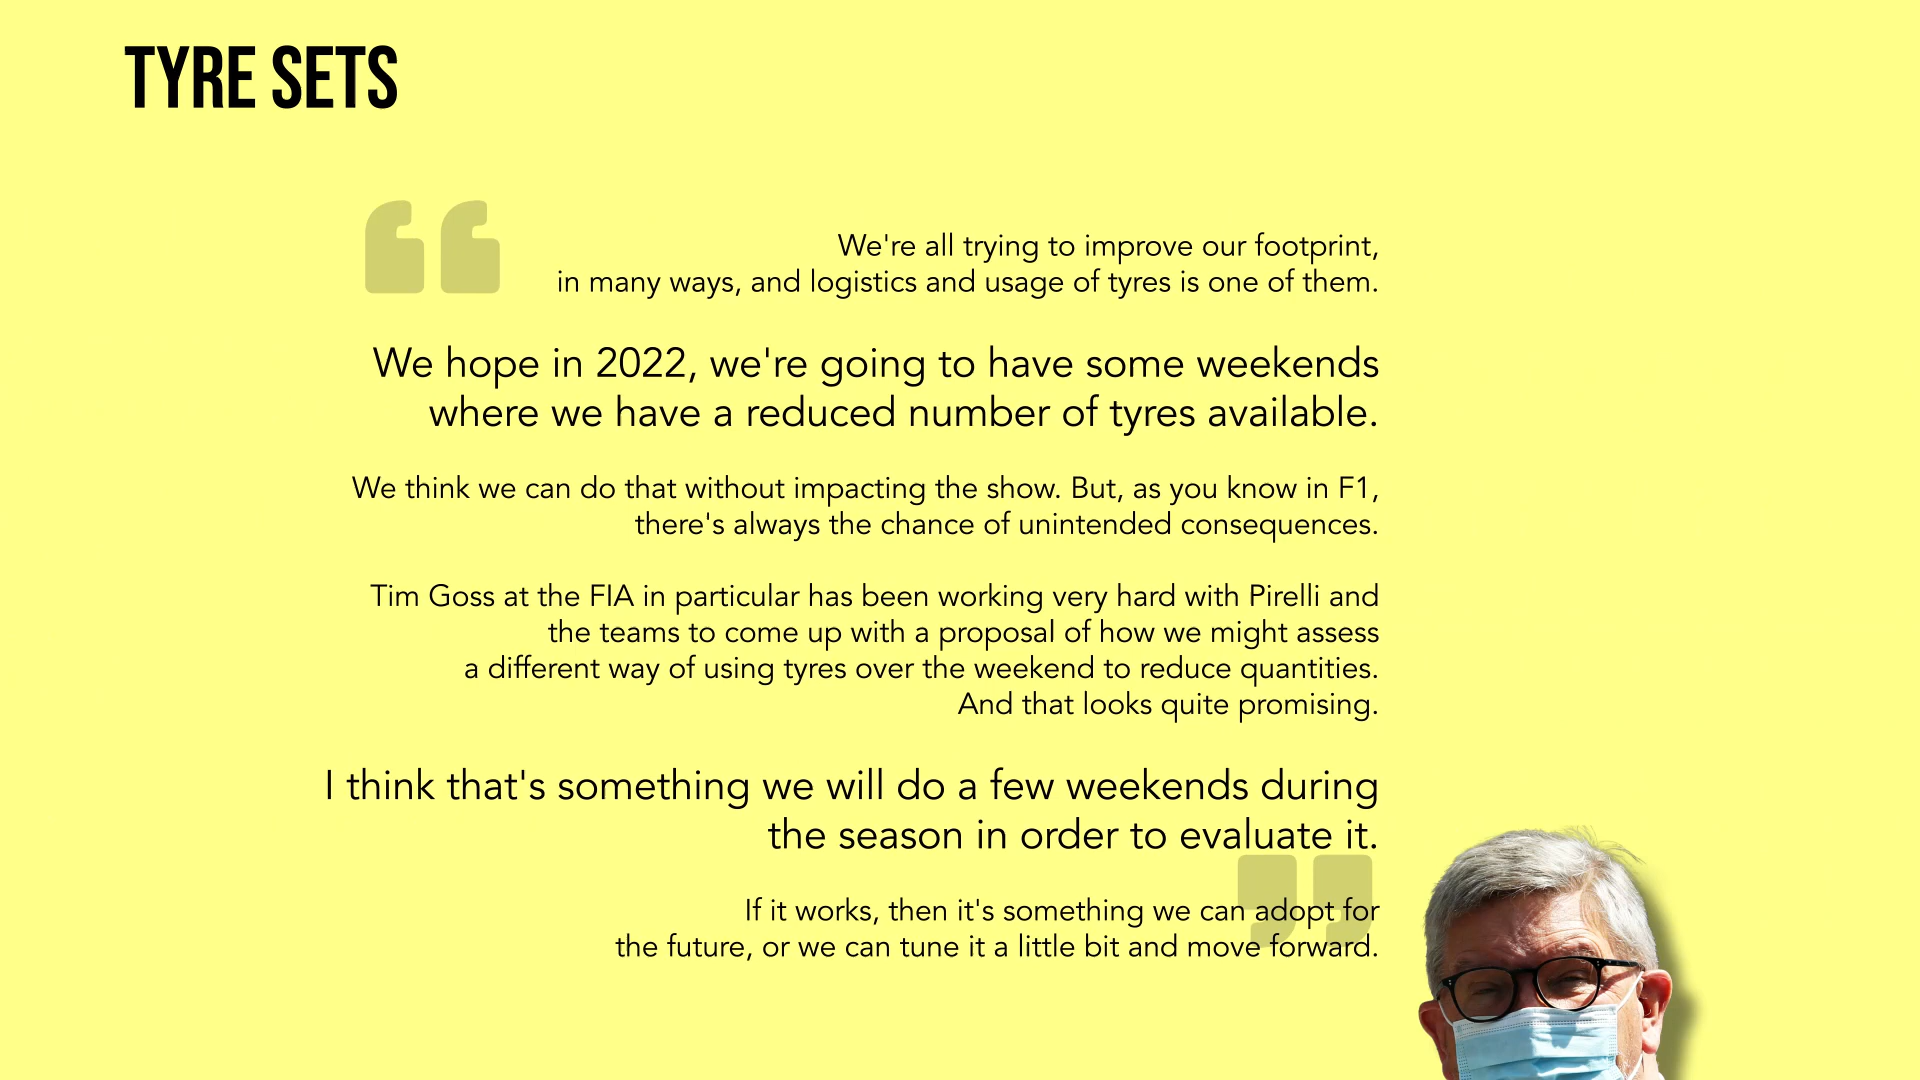 TYRE SETS
We're all trying to improve our footprint,
in many ways, and logistics and usage of tyres is one of them.
We hope in 2022, we're going to have some weekends
where we have a reduced number of tyres available.
We think we can do that without impacting the show. But, as you know in F1,
there's always the chance of unintended consequences.
Tim Goss at the FIA in particular has been working very hard with Pirelli and
the teams to come up with a proposal of how we might assess
a different way of using tyres over the weekend to reduce quantities.
And that looks quite promising.
I think that's something we will do a few weekends during
the season in order to evaluate it.
If it works, then it's something we can adopt for
the future, or we can tune it a little bit and move forward.